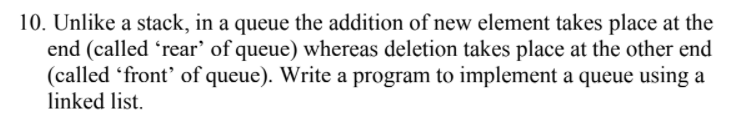 10. Unlike a stack, in a queue the addition of new element takes place at the
end (called ‘rear’ of queue) whereas deletion takes place at the other end
(called ‘front’ of queue). Write a program to implement a queue using a
linked list.